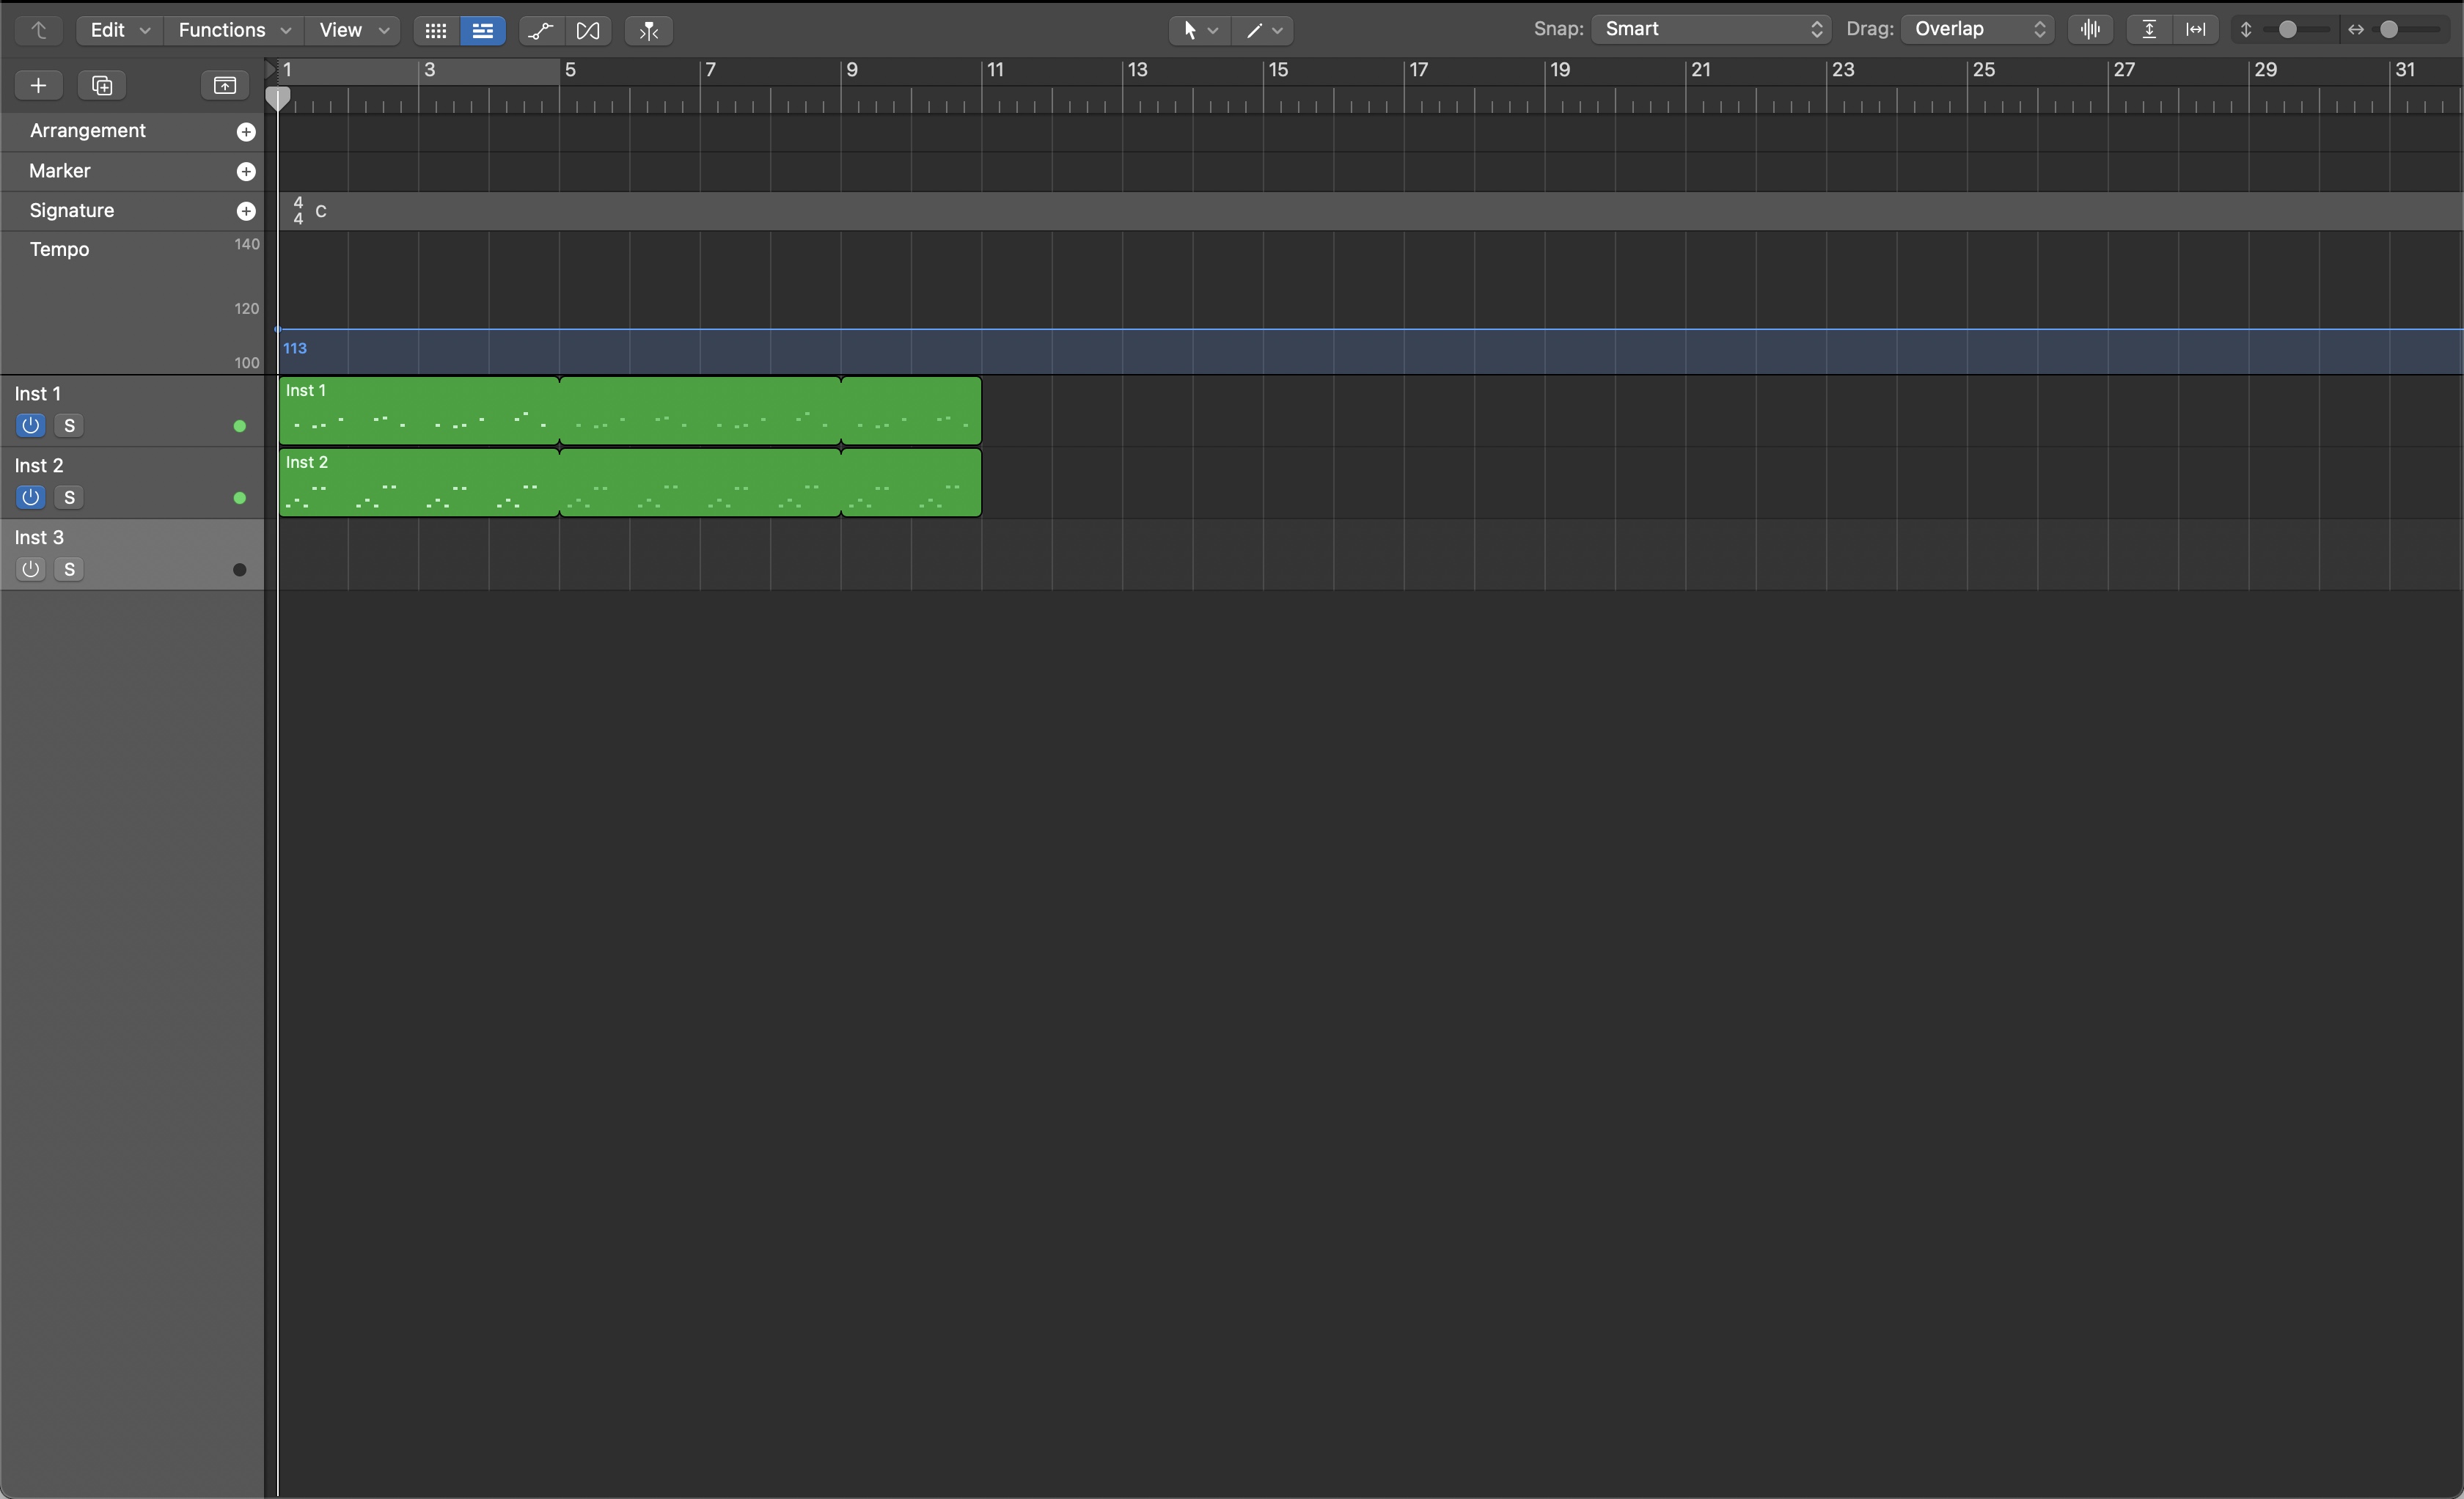 Edit Functions View Snap: Smart Drag: Overlap
1 3 5 7 9 11 13 15 17 19 21 23 25 27 29 31
Arrangement
Marker
Signature 4 4 C
Tempo 140
120
113
100
Inst 1 Inst 1
S
Inst 2 Inst 2
S
Inst 3
S